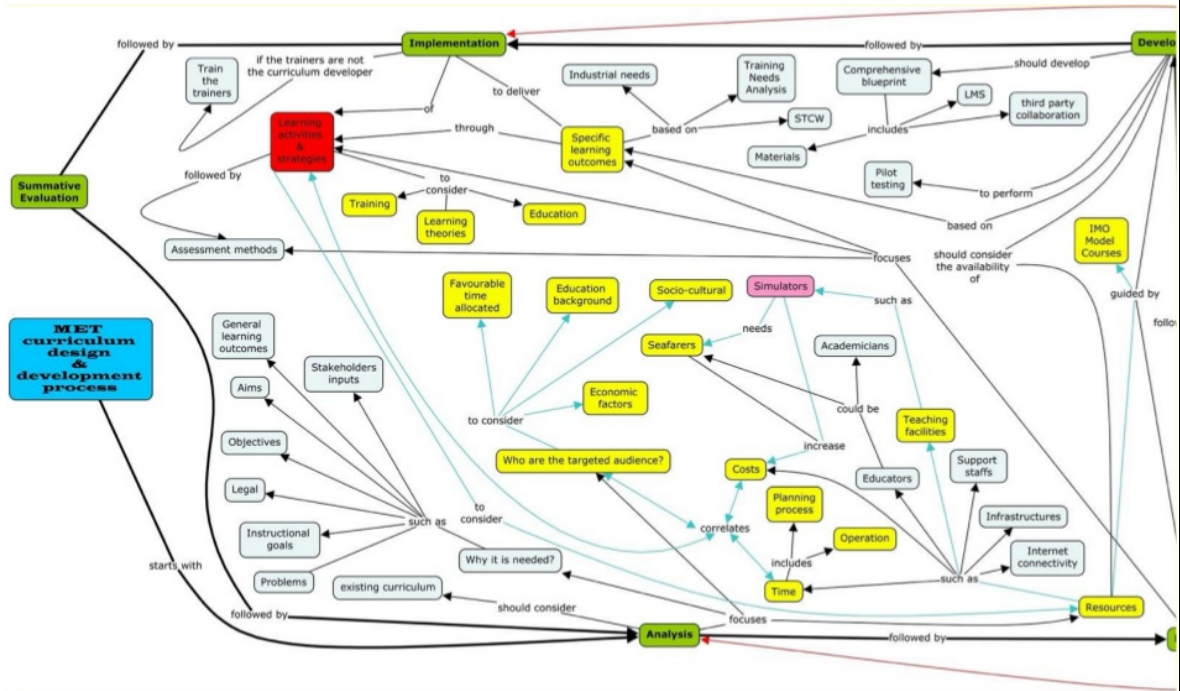 followed by
Implementation
followed by
Develo
Train
the
trainers
if the trainers are not
the curriculum developer
to deliver
Industrial needs
Training
Needs
Analysis
Comprehensive
blueprint
should develop
LMS
third party
collaboration
of
Learning
activities
&
strategies
through
Specific
learning
outcomes
based on
STCW
includes
Materials
Summative
Evaluation
followed by
to
consider
Pilot
testing
to perform
Training
Learning
theories
Education
based on
Assessment methods
focuses
should consider
the availability
of
IMO
Model
Courses
Favourable
time
allocated
Education
background
Socio-cultural
Simulators
such as
guided by
follo
MET
curriculum
design
&
development
process
General
learning
outcomes
needs
Seafarers
Academicians
Stakeholders
inputs
Aims
Economic
factors
to consider
could be
Teaching
facilities
Objectives
increase
Who are the targeted audience?
Costs
Support
staffs
Educators
Legal
Planning
process
such as
to
consider
correlates
Infrastructures
Instructional
goals
Operation
Why it is needed?
includes
Internet
connectivity
starts with
Problems
existing curriculum
Time
such as
followed by
should consider
focuses
Resources
Analysis
followed by